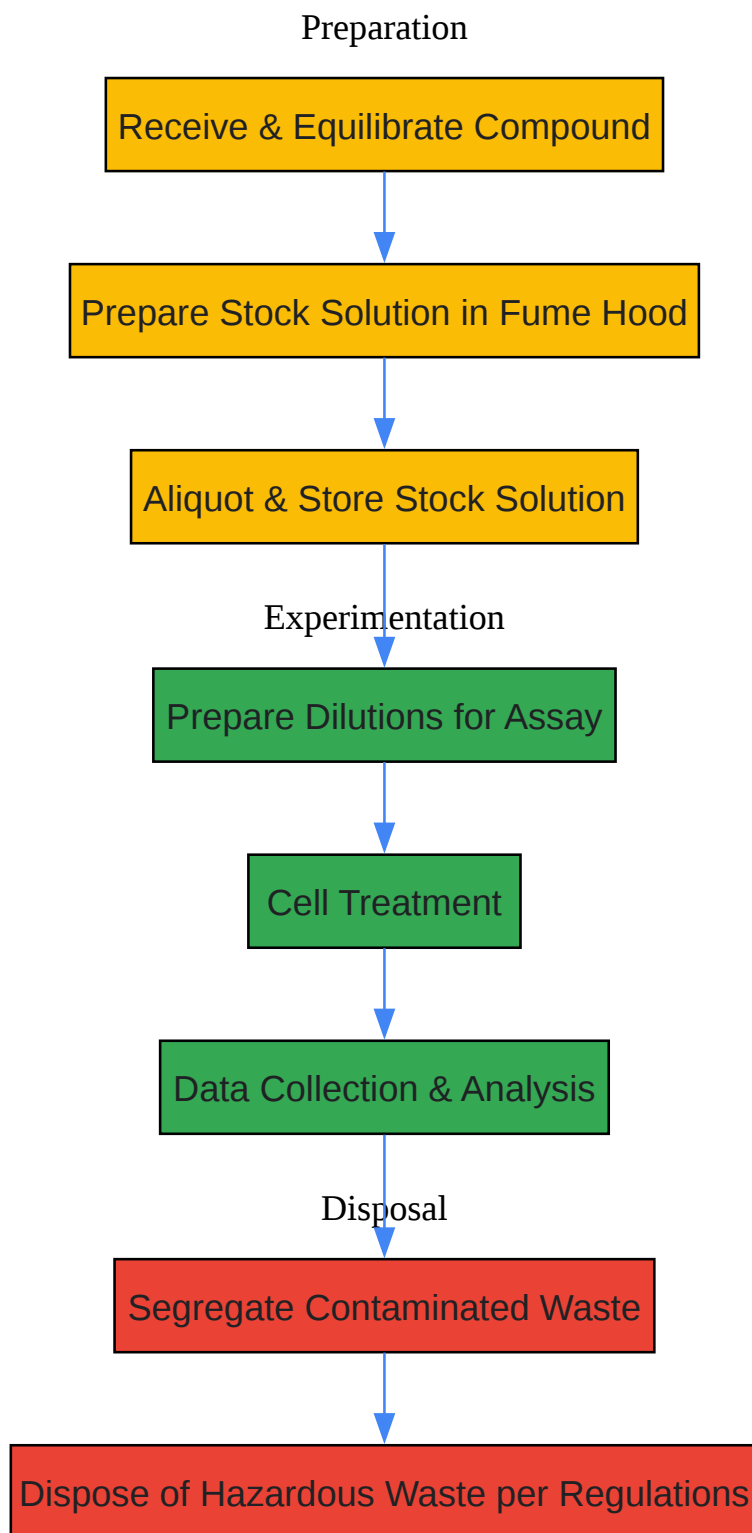 Preparation
Receive & Equilibrate Compound
Prepare Stock Solution in Fume Hood
Aliquot & Store Stock Solution
Experimentation
Prepare Dilutions for Assay
Cell Treatment
Data Collection & Analysis
Disposal
Segregate Contaminated Waste
Dispose of Hazardous Waste per Regulations